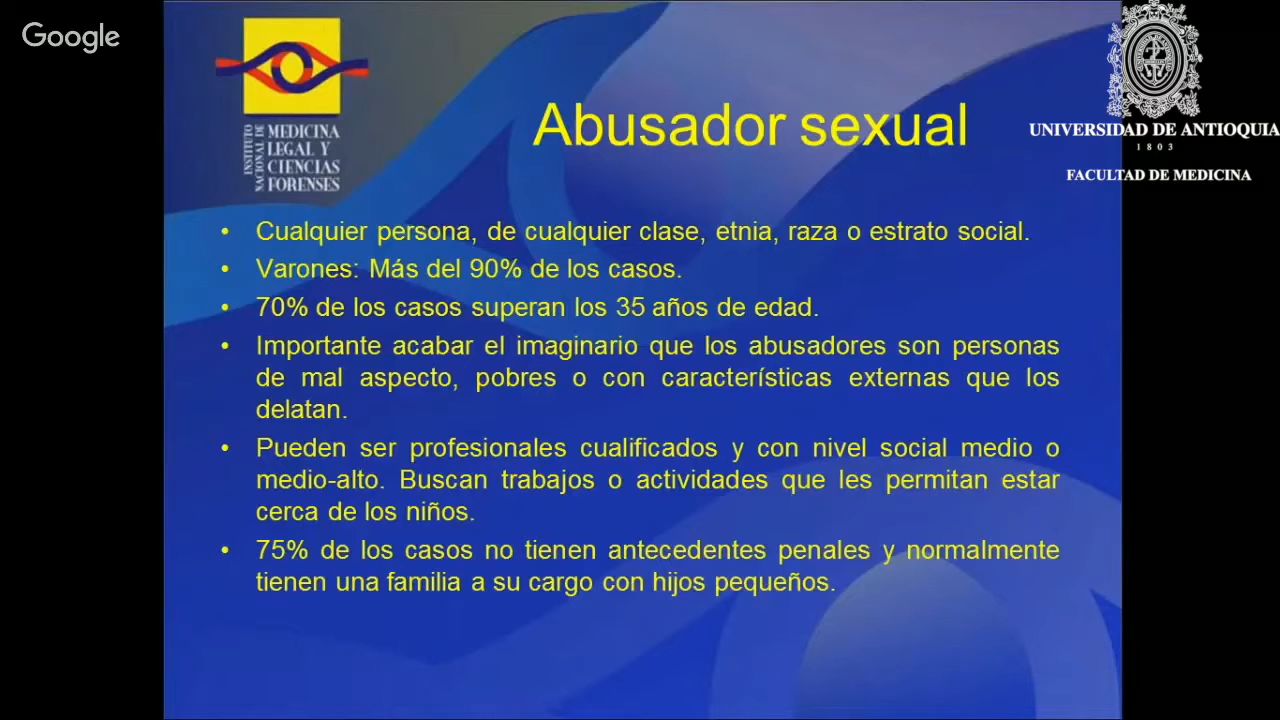 Google
INSTITUTO
NACIONAL DE
MEDICINA
LEGAL Y
CIENCIAS
FORENSES
Abusador sexual
UNIVERSIDAD DE ANTIOQUIA
1803
FACULTAD DE MEDICINA
• Cualquier persona, de cualquier clase, etnia, raza o estrato social.
• Varones: Más del 90% de los casos.
• 70% de los casos superan los 35 años de edad.
• Importante acabar el imaginario que los abusadores son personas
de mal aspecto, pobres o con características externas que los
delatan.
• Pueden ser profesionales cualificados y con nivel social medio o
medio-alto. Buscan trabajos o actividades que les permitan estar
cerca de los niños.
• 75% de los casos no tienen antecedentes penales y normalmente
tienen una familia a su cargo con hijos pequeños.